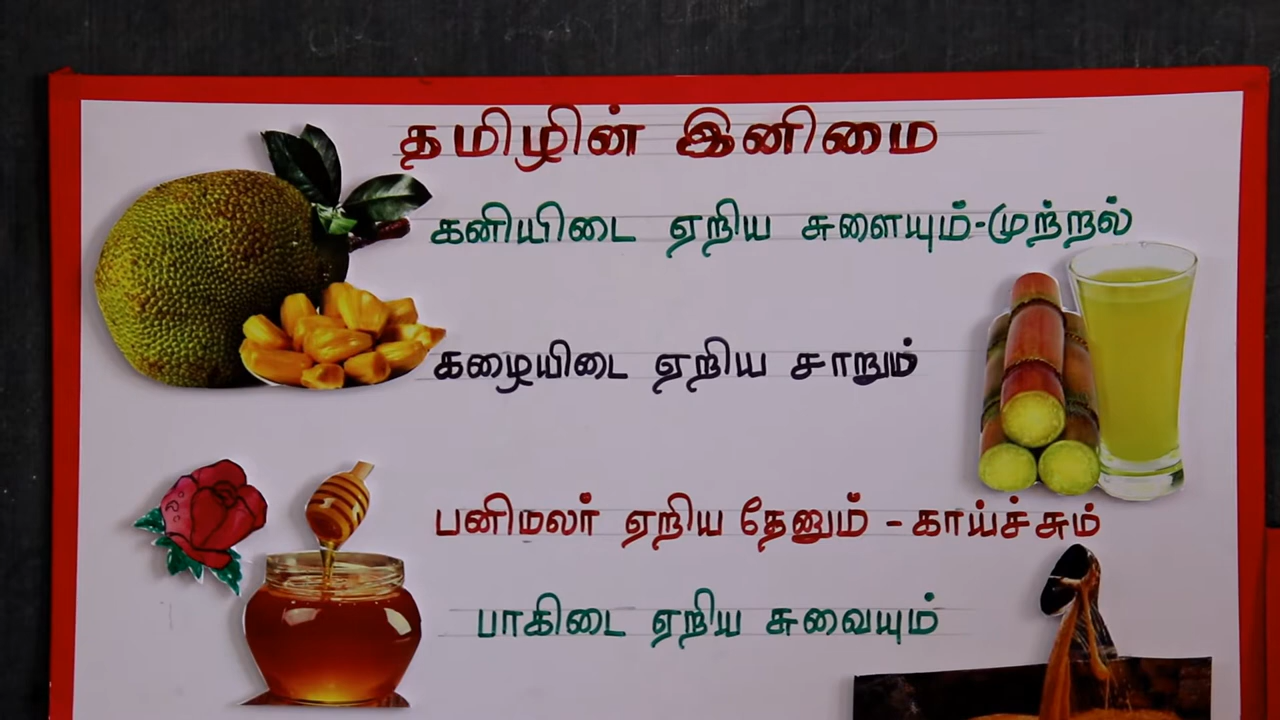 தமிழின் இனிமை
கனியிடை ஏறிய சுளையும்-முற்றல்
கழையிடை ஏறிய சாறும்
பனிமலர் ஏறிய தேனும் - காய்ச்சும்
பாகிடை ஏறிய சுவையும்